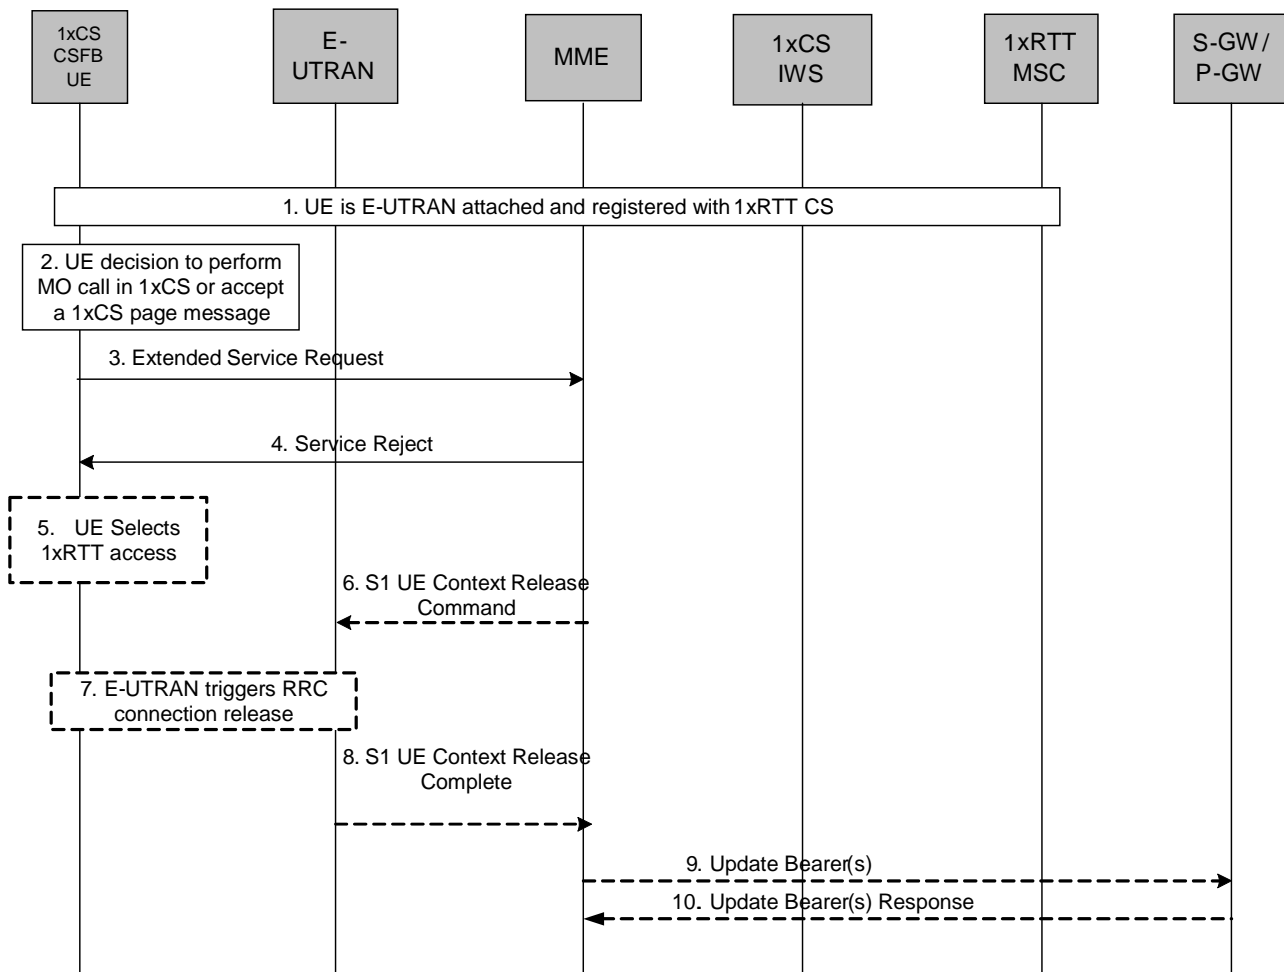 1xCS
CSFB
UE
E-
UTRAN
MME
1xCS
IWS
1xRTT
MSC
S-GW/
P-GW
1. UE is E-UTRAN attached and registered with 1xRTT CS
2. UE decision to perform
MO call in 1xCS or accept
a 1xCS page message
3. Extended Service Request
4. Service Reject
5. UE Selects
1xRTT access
6. S1 UE Context Release
Command
7. E-UTRAN triggers RRC
connection release
8. S1 UE Context Release
Complete
9. Update Bearer(s)
10. Update Bearer(s) Response